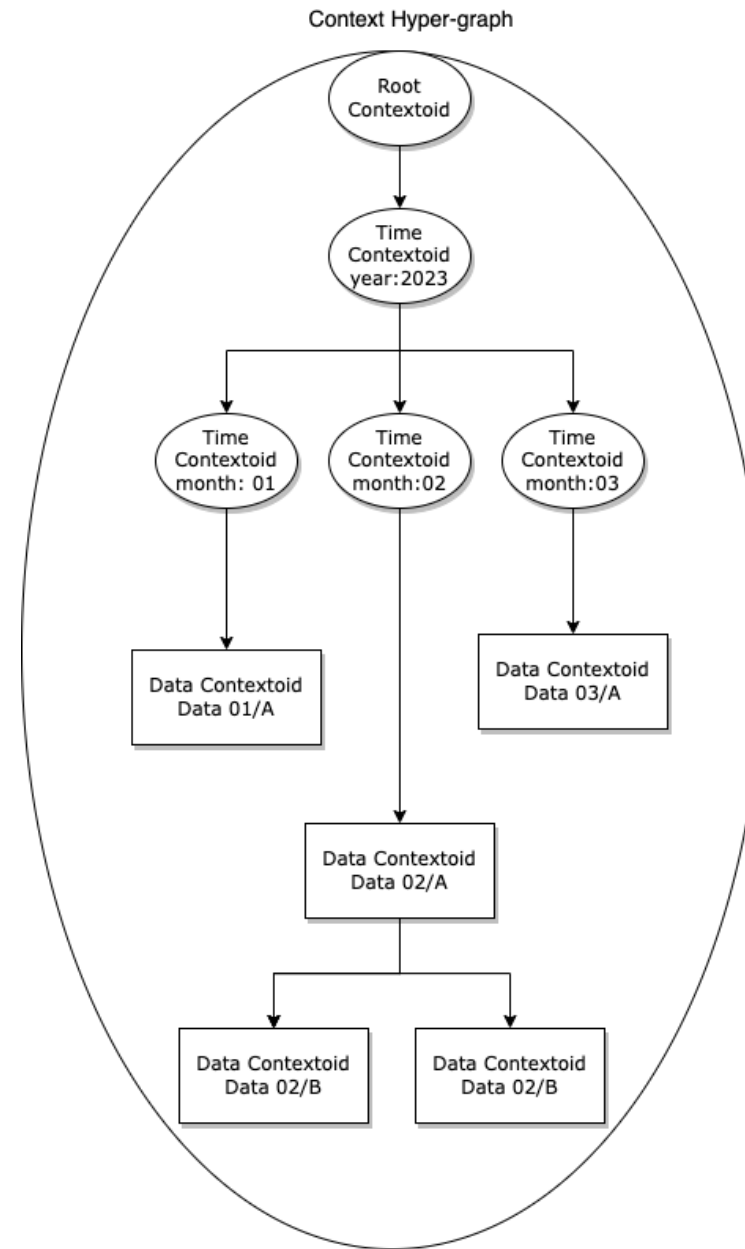 Context Hyper-graph
Root
Contextoid
Time
Contextoid
year:2023
Time
Contextoid
month: 01
Time
Contextoid
month:02
Time
Contextoid
month:03
Data Contextoid
Data 01/A
Data Contextoid
Data 03/A
Data Contextoid
Data 02/A
Data Contextoid
Data 02/B
Data Contextoid
Data 02/B